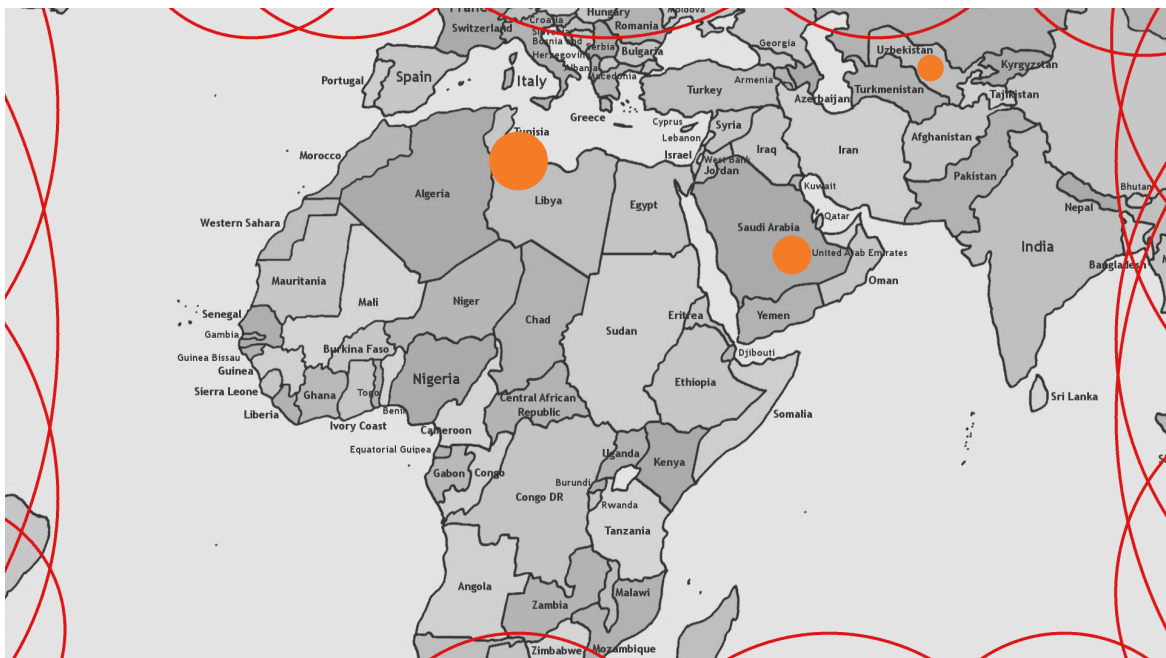 France
Switzerland
Croatia
Slovenia
Bosnia and
Herzegovina
Hungary
Moldova
Romania
Serbia
Bulgaria
Albania
Macedonia
Portugal
Spain
Italy
Greece
Turkey
Georgia
Armenia
Azerbaijan
Uzbekistan
Turkmenistan
Kyrgyzstan
Tajikistan
Cyprus
Lebanon
Syria
Israel
West Bank
Jordan
Iraq
Iran
Afghanistan
Kuwait
Pakistan
Qatar
Nepal
Bhutan
India
Bangladesh
Tunisia
Morocco
Algeria
Libya
Egypt
Western Sahara
Saudi Arabia
United Arab Emirates
Oman
Yemen
Mauritania
Mali
Niger
Chad
Sudan
Eritrea
Djibouti
Senegal
Gambia
Guinea Bissau
Guinea
Sierra Leone
Liberia
Burkina Faso
Ghana
Togo
Benin
Ivory Coast
Nigeria
Cameroon
Central African
Republic
Ethiopia
Somalia
Sri Lanka
Equatorial Guinea
Gabon
Congo
Congo DR
Uganda
Kenya
Burundi
Rwanda
Tanzania
Angola
Zambia
Malawi
Zimbabwe
Mozambique